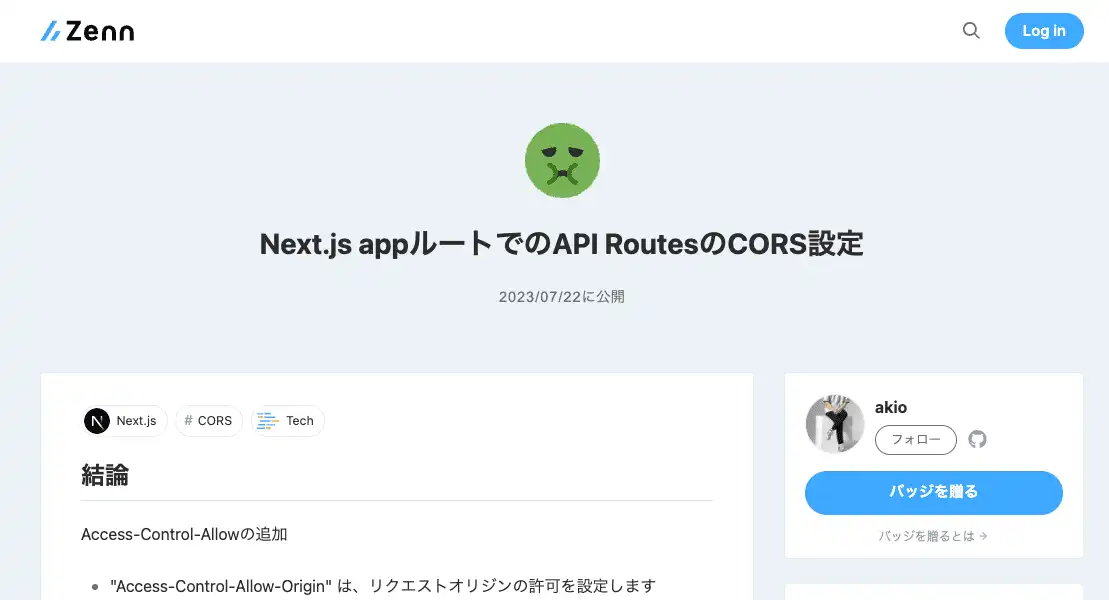 Zenn
Log in
Next.js appルートでのAPI RoutesのCORS設定
2023/07/22に公開
Next.js
# CORS
Tech
結論
Access-Control-Allowの追加
• "Access-Control-Allow-Origin" は、リクエストオリジンの許可を設定します
akio
フォロー
バッジを贈る
バッジを贈るとは →